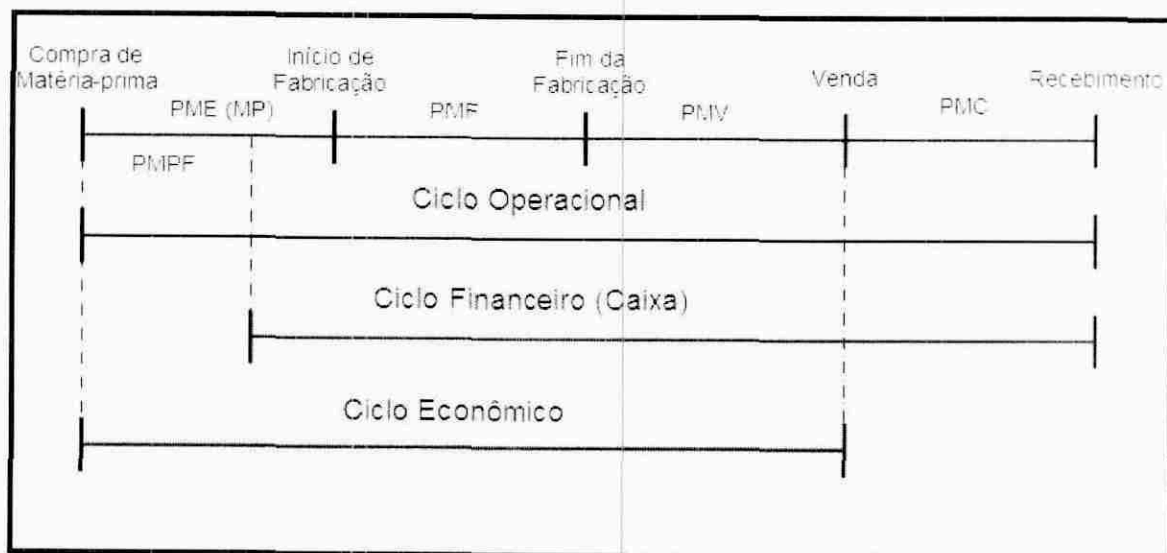 Compra de
Matéria-prima
Início de
Fabricação
Fim da
Fabricação
Venda
Recebimento
PME (MP)
PMF
PMV
PMC
PMPF
Ciclo Operacional
Ciclo Financeiro (Caixa)
Ciclo Econômico